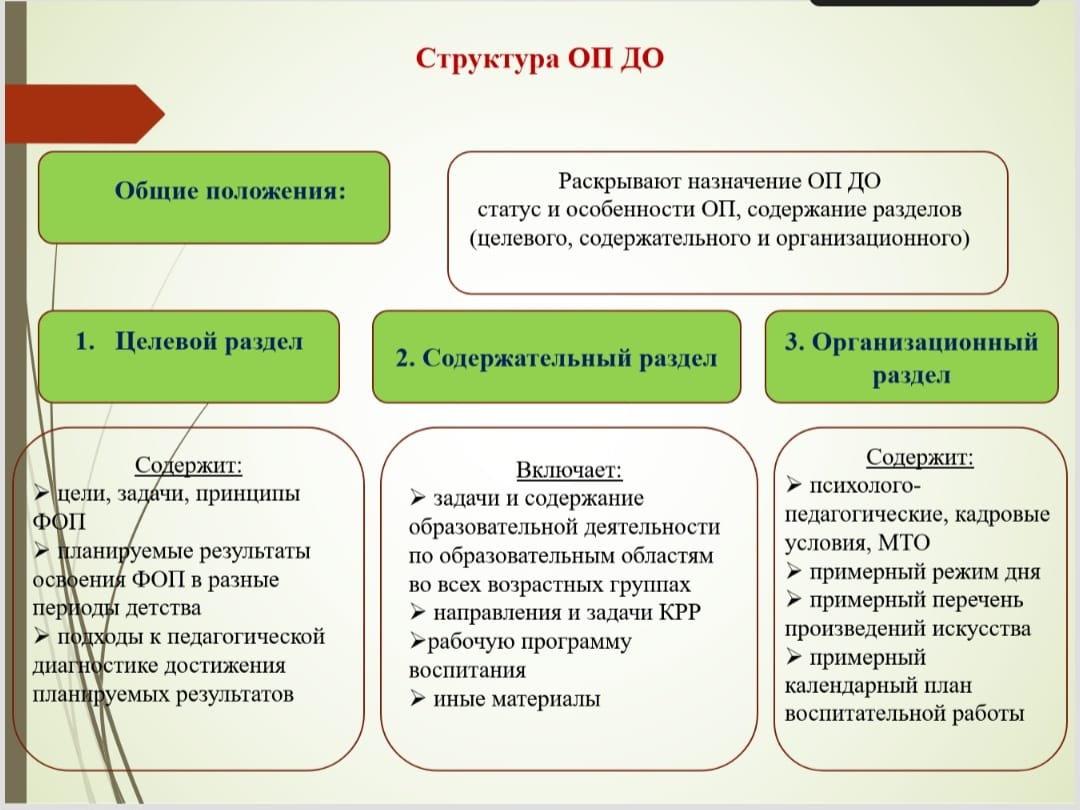 Структура ОП ДО
Общие положения:
Раскрывают назначение ОП ДО
статус и особенности ОП, содержание разделов
(целевого, содержательного и организационного)
1. Целевой раздел
Содержит:
➢ цели, задачи, принципы
ФОП
➢ планируемые результаты
освоения ФОП в разные
периоды детства
➢ подходы к педагогической
диагностике достижения
планируемых результатов
2. Содержательный раздел
Включает:
➢ задачи и содержание
образовательной деятельности
по образовательным областям
во всех возрастных группах
➢ направления и задачи КРР
➢рабочую программу
воспитания
➢ иные материалы
3. Организационный
раздел
Содержит:
➢ психолого-
педагогические, кадровые
условия, МТО
➢ примерный режим дня
➢ примерный перечень
произведений искусства
➢ примерный
календарный план
воспитательной работы